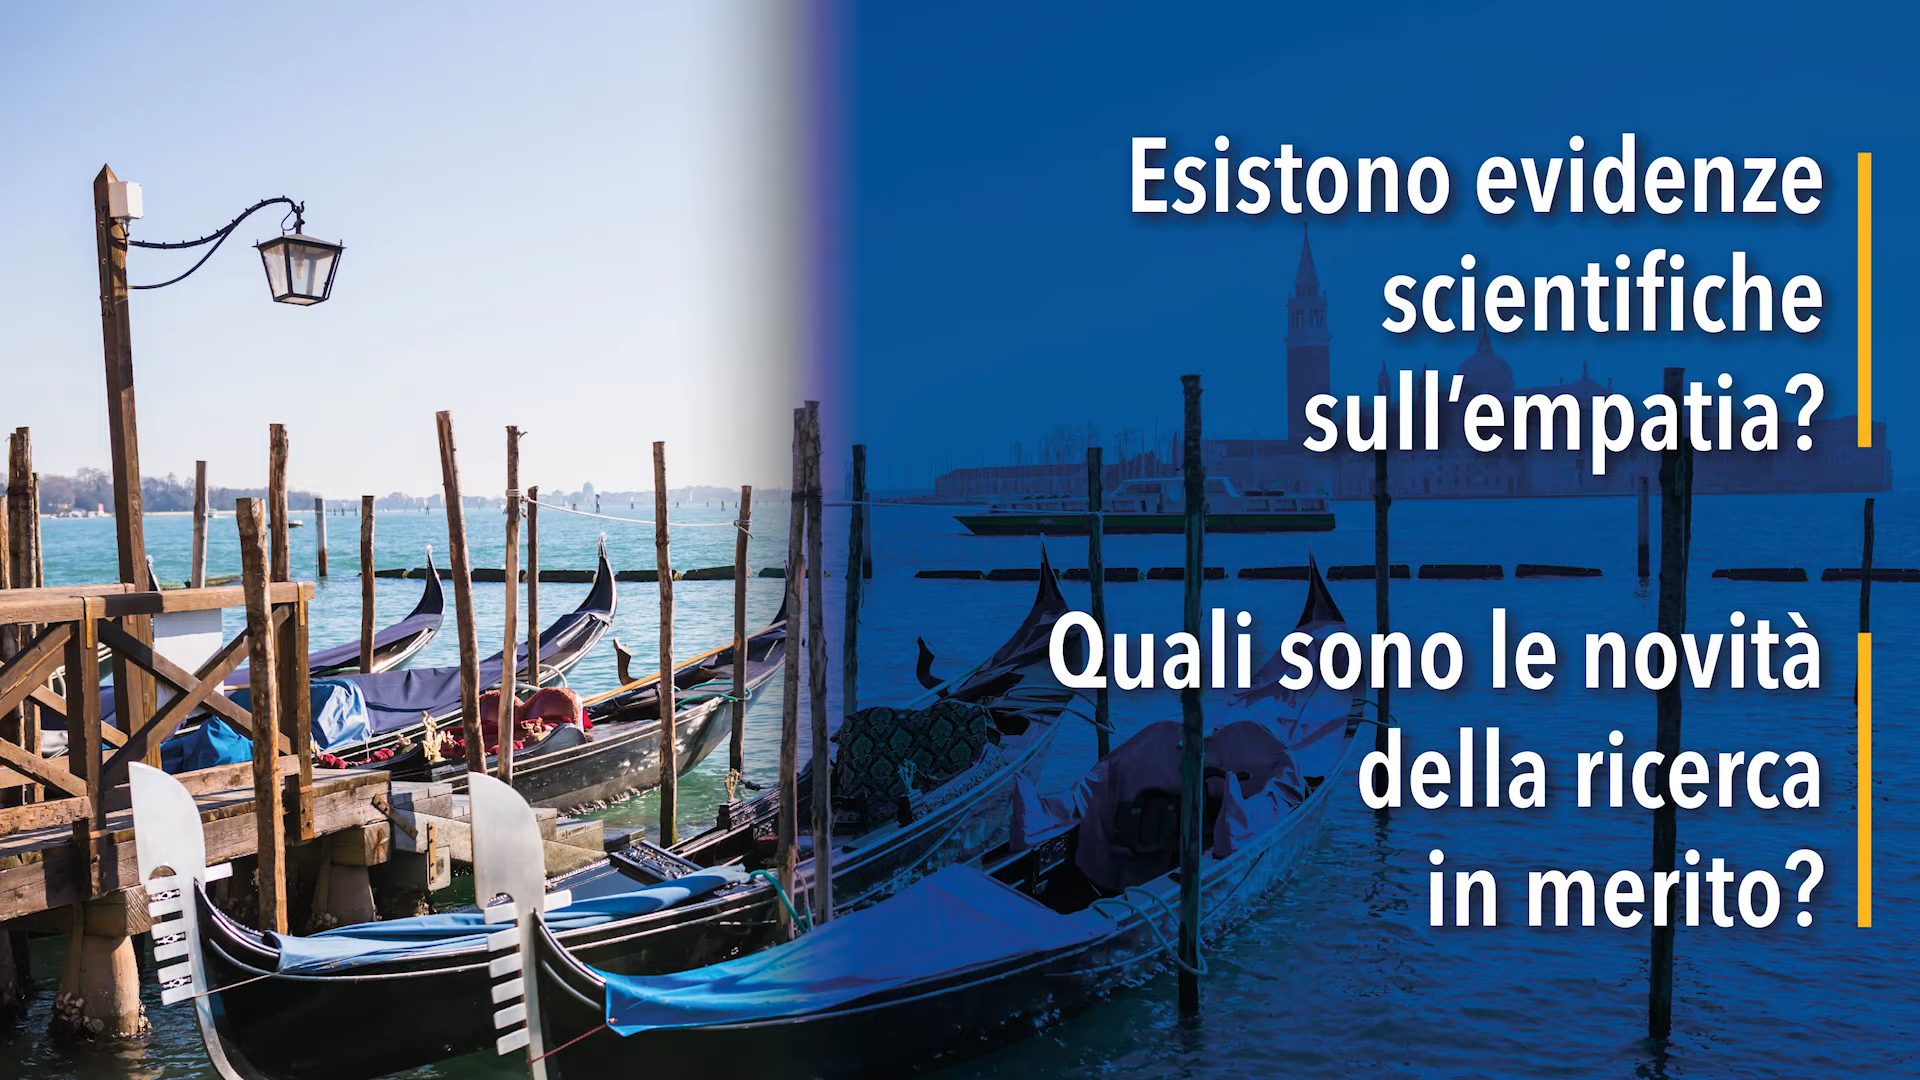 Esistono evidenze
scientifiche
sull’empatia?
Quali sono le novità
della ricerca
in merito?